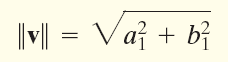 ‖v‖ = √(a₁² + b₁²)